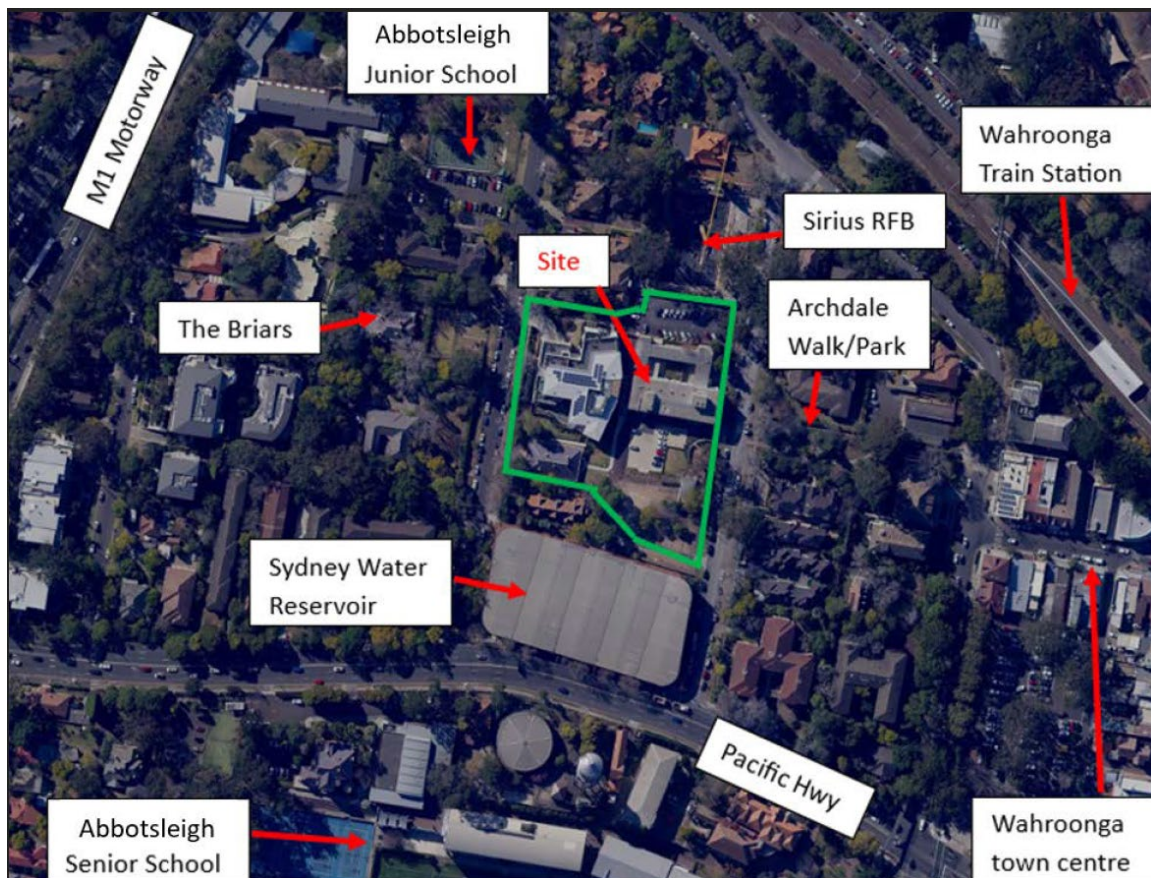 Abbotsleigh
Junior School
M1 Motorway
Wahroonga
Train Station
Sirius RFB
Site
The Briars
Archdale
Walk/Park
Sydney Water
Reservoir
Pacific Hwy
Abbotsleigh
Senior School
Wahroonga
town centre